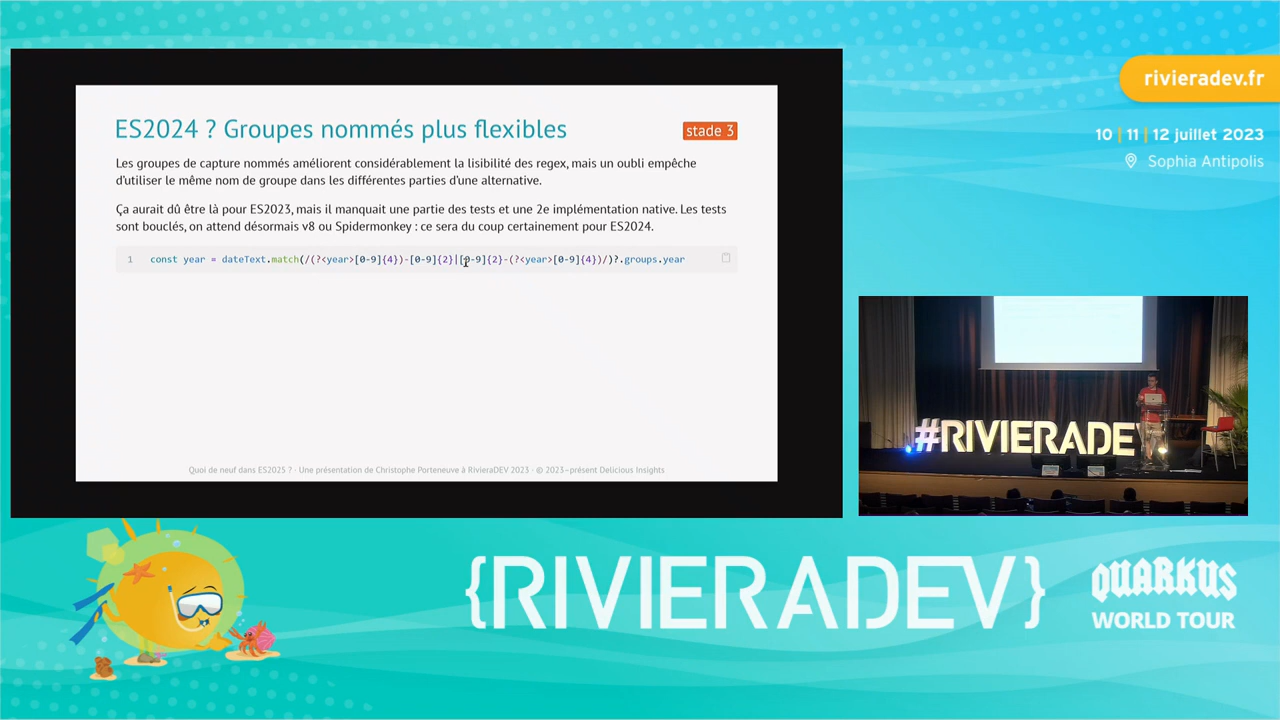 ES2024 ? Groupes nommés plus flexibles
stade 3
Les groupes de capture nommés améliorent considérablement la lisibilité des regex, mais un oubli empêche
d'utiliser le même nom de groupe dans les différentes parties d'une alternative.
Ça aurait dû être là pour ES2023, mais il manquait une partie des tests et une 2e implémentation native. Les tests
sont bouclés, on attend désormais v8 ou Spidermonkey : ce sera du coup certainement pour ES2024.
1 const year = dateText.match(/(?<year>[0-9]{4})-[0-9]{2}|[0-9]{2}-(?<year>[0-9]{4})/)?.groups.year
Quoi de neuf dans ES2025 ? · Une présentation de Christophe Porteneuve à RivieraDEV 2023 · © 2023–présent Delicious Insights
rivieradev.fr
10 | 11 | 12 juillet 2023
Sophia Antipolis
#RIVIERADE
{RIVIERADEV}
QUARKUS
WORLD TOUR